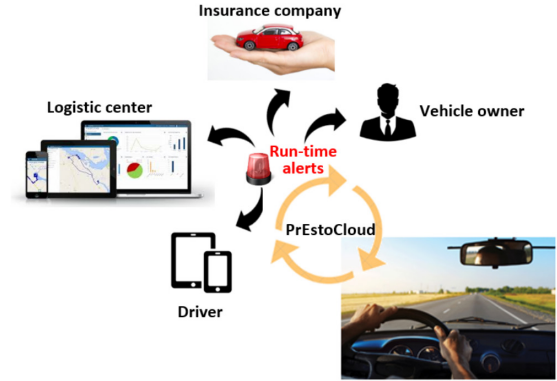 Insurance company
Logistic center
Vehicle owner
Run-time
alerts
PrEstoCloud
Driver